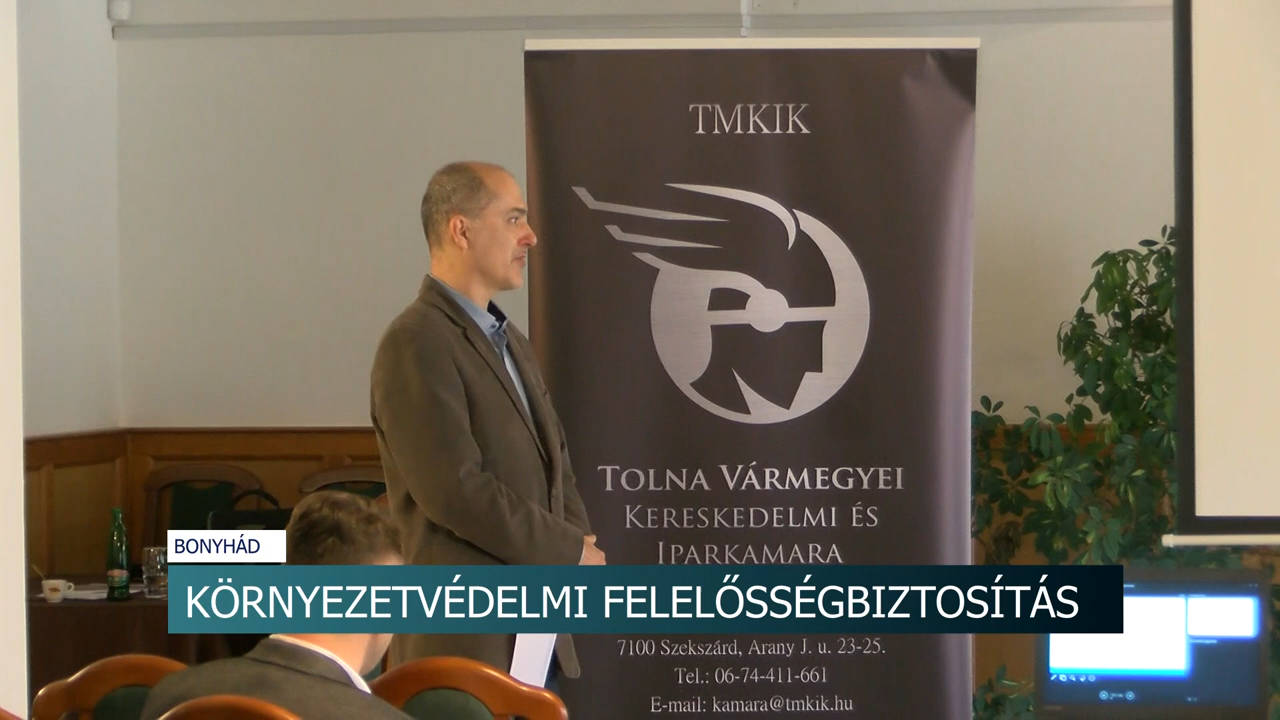 TMKIK
TOLNA VÁRMEGYEI
KERESKEDELMI ÉS
IPARKAMARA
BONYHÁD
KÖRNYEZETVÉDELMI FELELŐSSÉGBIZTOSÍTÁS
7100 Szekszárd, Arany J. u. 23-25.
Tel.: 06-74-411-661
E-mail: kamara@tmkik.hu